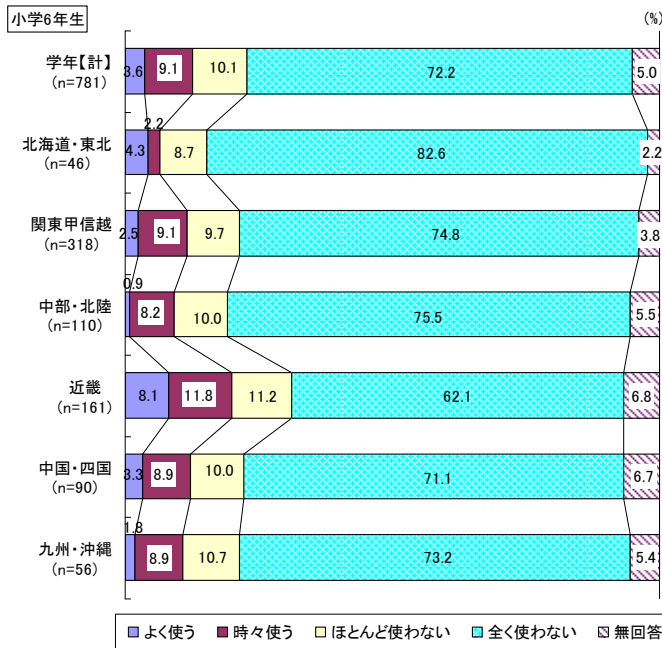 小学6年生
(%)
学年【計】
(n=781)
3.6 9.1 10.1 72.2 5.0
北海道・東北
(n=46)
4.3 2.2 8.7 82.6 2.2
関東甲信越
(n=318)
2.5 9.1 9.7 74.8 3.8
中部・北陸
(n=110)
0.9 8.2 10.0 75.5 5.5
近畿
(n=161)
8.1 11.8 11.2 62.1 6.8
中国・四国
(n=90)
3.3 8.9 10.0 71.1 6.7
九州・沖縄
(n=56)
1.8 8.9 10.7 73.2 5.4
よく使う 時々使う ほとんど使わない 全く使わない 無回答